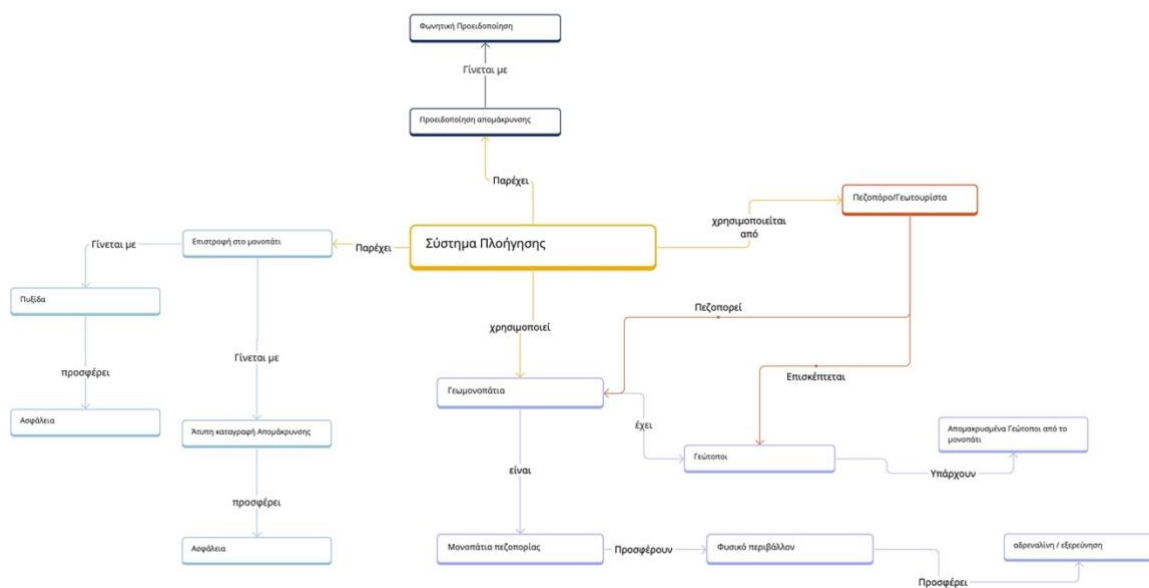 Φωνητική Προειδοποίηση
Γίνεται με
Προειδοποίηση απομάκρυνσης
Παρέχει
Πεζοπόρο/Γεωτουρίστα
χρησιμοποιείται
από
Σύστημα Πλοήγησης
Παρέχει
Επιστροφή στο μονοπάτι
Γίνεται με
Πυξίδα
προσφέρει
Ασφάλεια
Γίνεται με
Άτυπη καταγραφή Απομάκρυνσης
προσφέρει
Ασφάλεια
χρησιμοποιεί
Πεζοπορεί
Επισκέπτεται
Γεωμονοπάτια
έχει
Γεώτοποι
Υπάρχουν
Απομακρυσμένα Γεώτοποι από το
μονοπάτι
είναι
Μονοπάτια πεζοπορίας
Προσφέρουν
Φυσικό περιβάλλον
Προσφέρει
αδρεναλίνη / εξερεύνηση